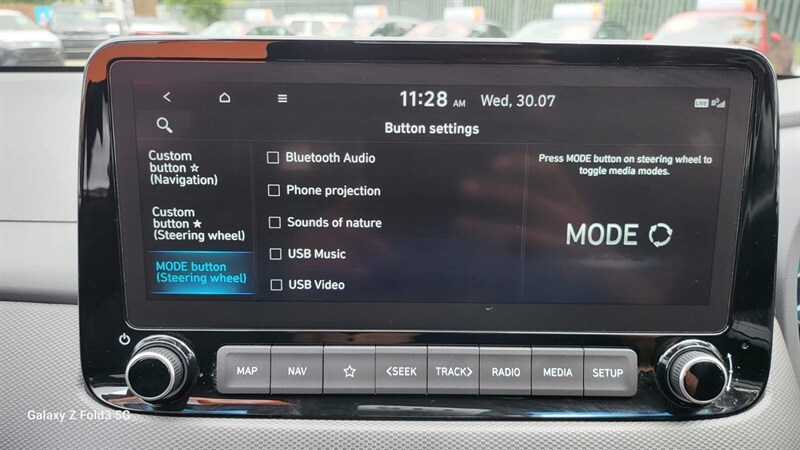 11:28 AM Wed, 30.07
LIVE
Button settings
Custom
button ☆
(Navigation)
Custom
button ★
(Steering wheel)
MODE button
(Steering wheel)
Bluetooth Audio
Phone projection
Sounds of nature
USB Music
USB Video
Press MODE button on steering wheel to
toggle media modes.
MODE
MAP NAV ☆ <SEEK TRACK> RADIO MEDIA SETUP
Galaxy Z Fold3 5G